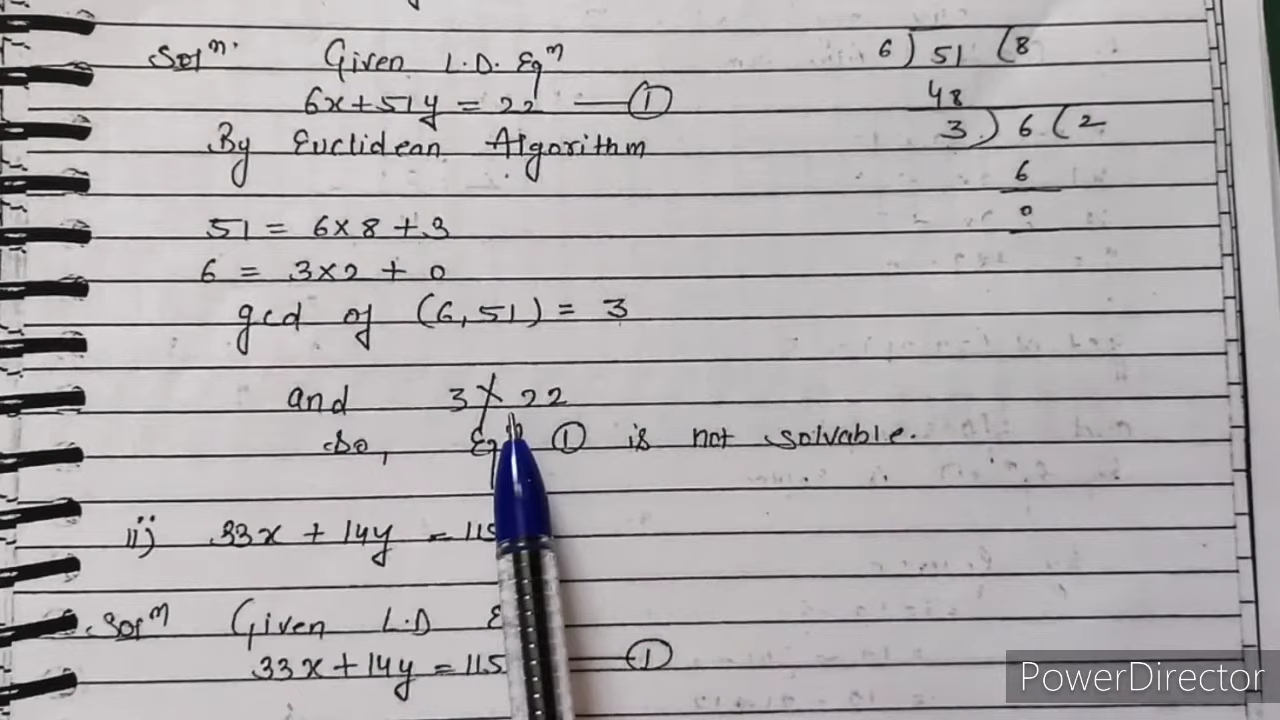 Solⁿ. Given L.D. Eqⁿ
6x + 51y = 22 — ①
By Euclidean Algorithm
51 = 6×8 + 3
6 = 3×2 + 0
gcd of (6,51) = 3
and 3 ∤ 22
So, ① is not solvable.
ii) 33x + 14y = 115
Solⁿ Given L.D
33x + 14y = 115 — ①
6 ) 51 ( 8
48
3 ) 6 ( 2
6
0
PowerDirector